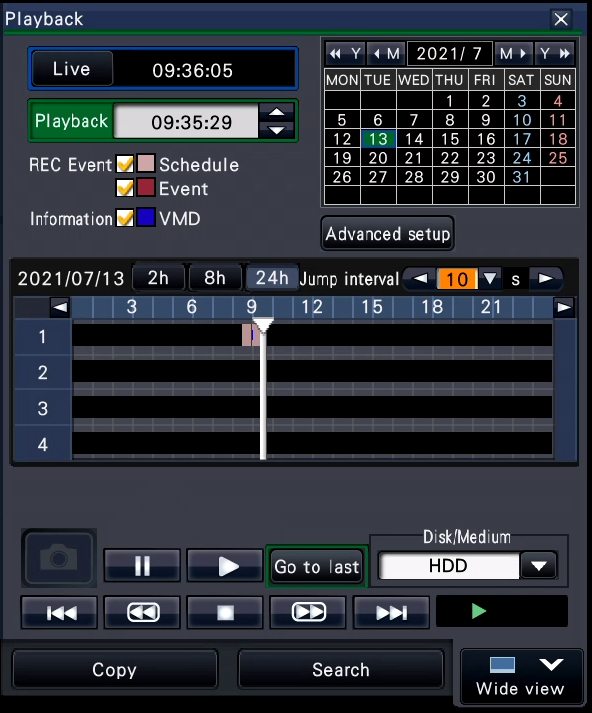 Playback
Y M 2021/ 7 M Y
Live 09:36:05
MON TUE WED THU FRI SAT SUN
1 2 3 4
Playback 09:35:29
5 6 7 8 9 10 11
12 13 14 15 16 17 18
REC Event Schedule
19 20 21 22 23 24 25
Event
26 27 28 29 30 31
Information VMD
Advanced setup
2021/07/13 2h 8h 24h Jump interval 10 s
3 6 9 12 15 18 21
1
2
3
4
Disk/Medium
Go to last
HDD
Copy
Search
Wide view